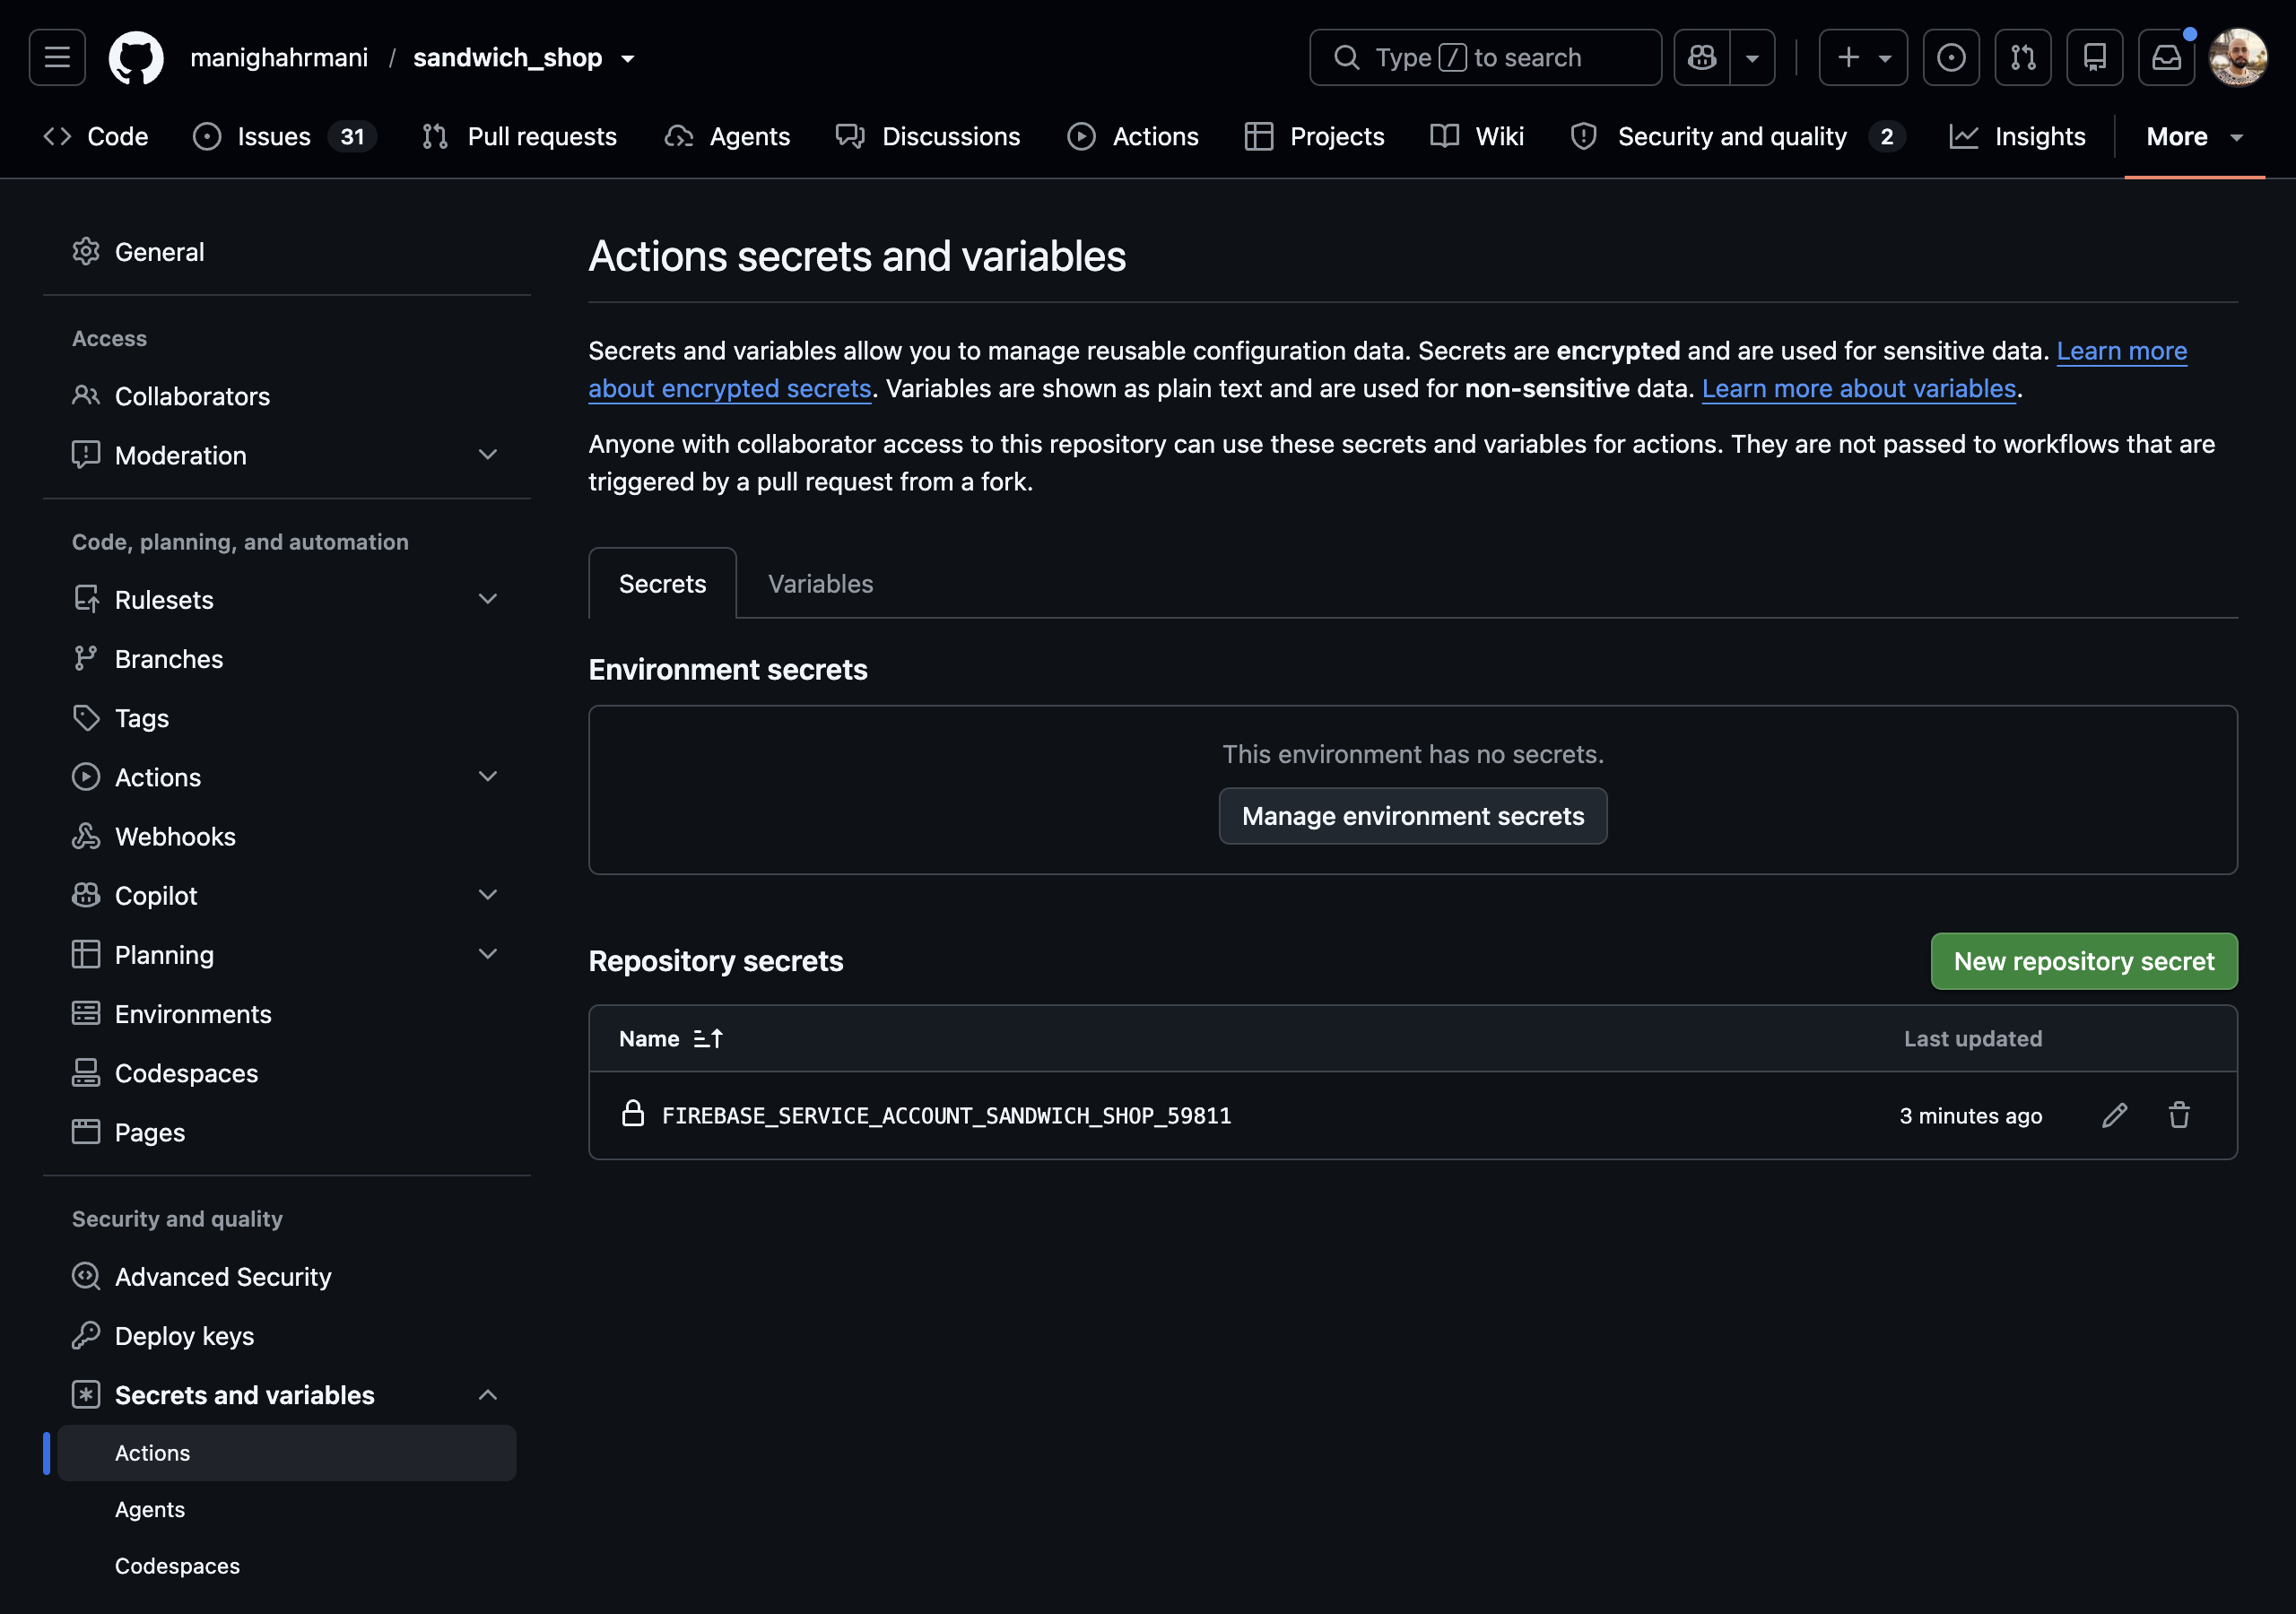 manighahrmani / sandwich_shop
Type / to search
Code
Issues 31
Pull requests
Agents
Discussions
Actions
Projects
Wiki
Security and quality 2
Insights
More
General
Access
Collaborators
Moderation
Code, planning, and automation
Rulesets
Branches
Tags
Actions
Webhooks
Copilot
Planning
Environments
Codespaces
Pages
Security and quality
Advanced Security
Deploy keys
Secrets and variables
Actions
Agents
Codespaces
Actions secrets and variables
Secrets and variables allow you to manage reusable configuration data. Secrets are encrypted and are used for sensitive data. Learn more
about encrypted secrets. Variables are shown as plain text and are used for non-sensitive data. Learn more about variables.
Anyone with collaborator access to this repository can use these secrets and variables for actions. They are not passed to workflows that are
triggered by a pull request from a fork.
Secrets
Variables
Environment secrets
This environment has no secrets.
Manage environment secrets
Repository secrets
New repository secret
Name
Last updated
FIREBASE_SERVICE_ACCOUNT_SANDWICH_SHOP_59811
3 minutes ago